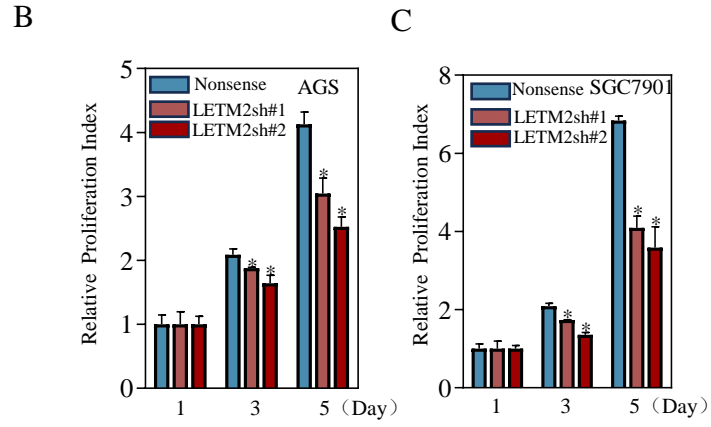 B
Relative Proliferation Index
5
4
3
2
1
0
Nonsense AGS
LETM2sh#1
LETM2sh#2
* * * *
1 3 5（Day）
C
Relative Proliferation Index
8
6
4
2
0
Nonsense SGC7901
LETM2sh#1
LETM2sh#2
* * * *
1 3 5（Day）